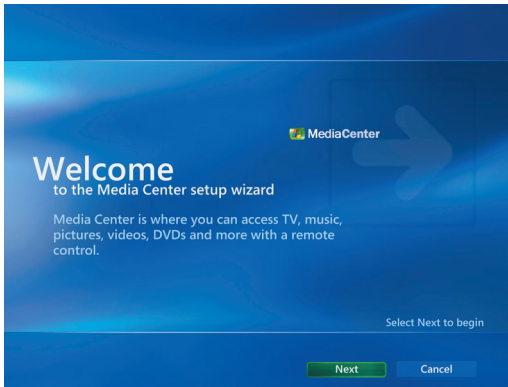 MediaCenter
Welcome
to the Media Center setup wizard
Media Center is where you can access TV, music,
pictures, videos, DVDs and more with a remote
control.
Select Next to begin
Next
Cancel